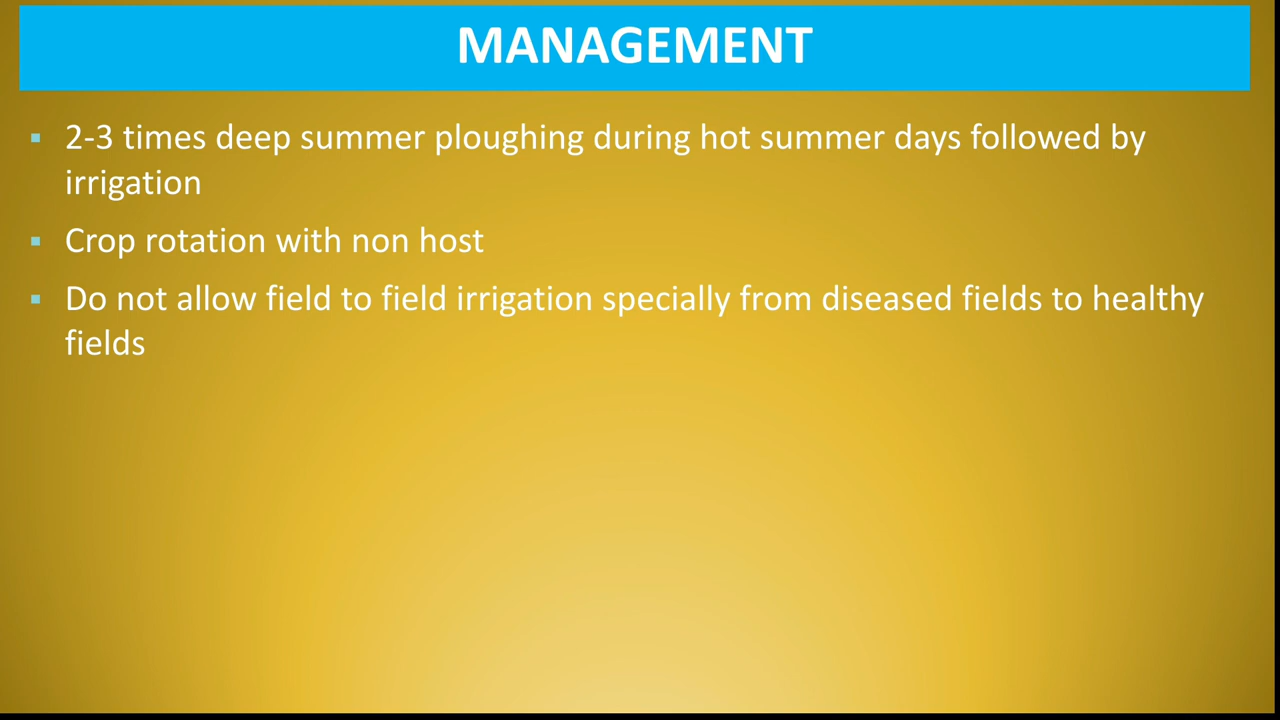 MANAGEMENT
▪ 2-3 times deep summer ploughing during hot summer days followed by
irrigation
▪ Crop rotation with non host
▪ Do not allow field to field irrigation specially from diseased fields to healthy
fields